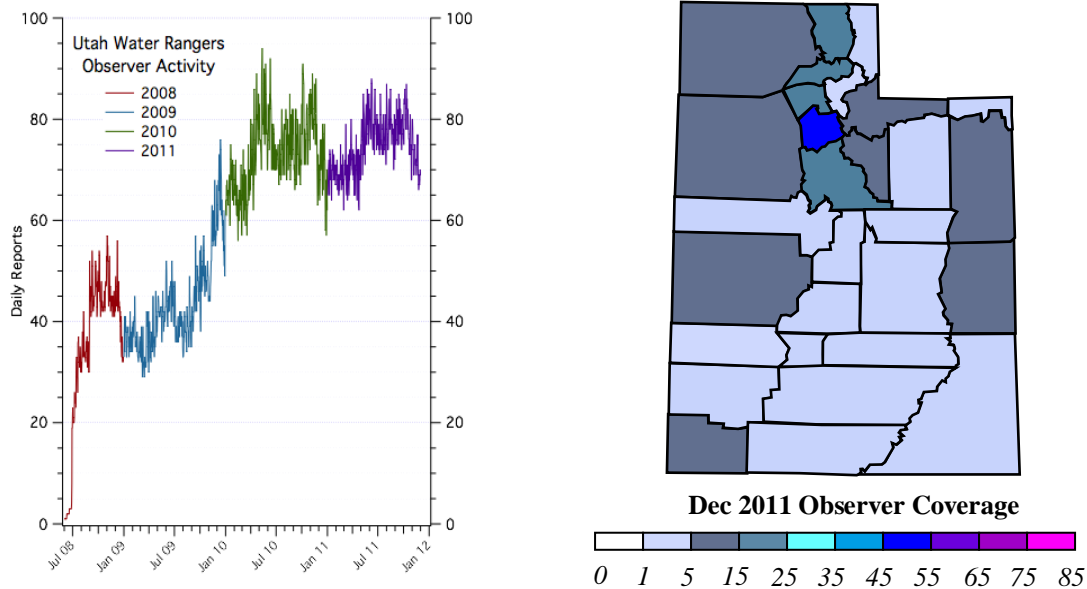 100
80
60
40
20
0
Daily Reports
Utah Water Rangers
Observer Activity
2008
2009
2010
2011
100
80
60
40
20
0
Jul 08
Jan 09
Jul 09
Jan 10
Jul 10
Jan 11
Jul 11
Jan 12
Dec 2011 Observer Coverage
0 1 5 15 25 35 45 55 65 75 85